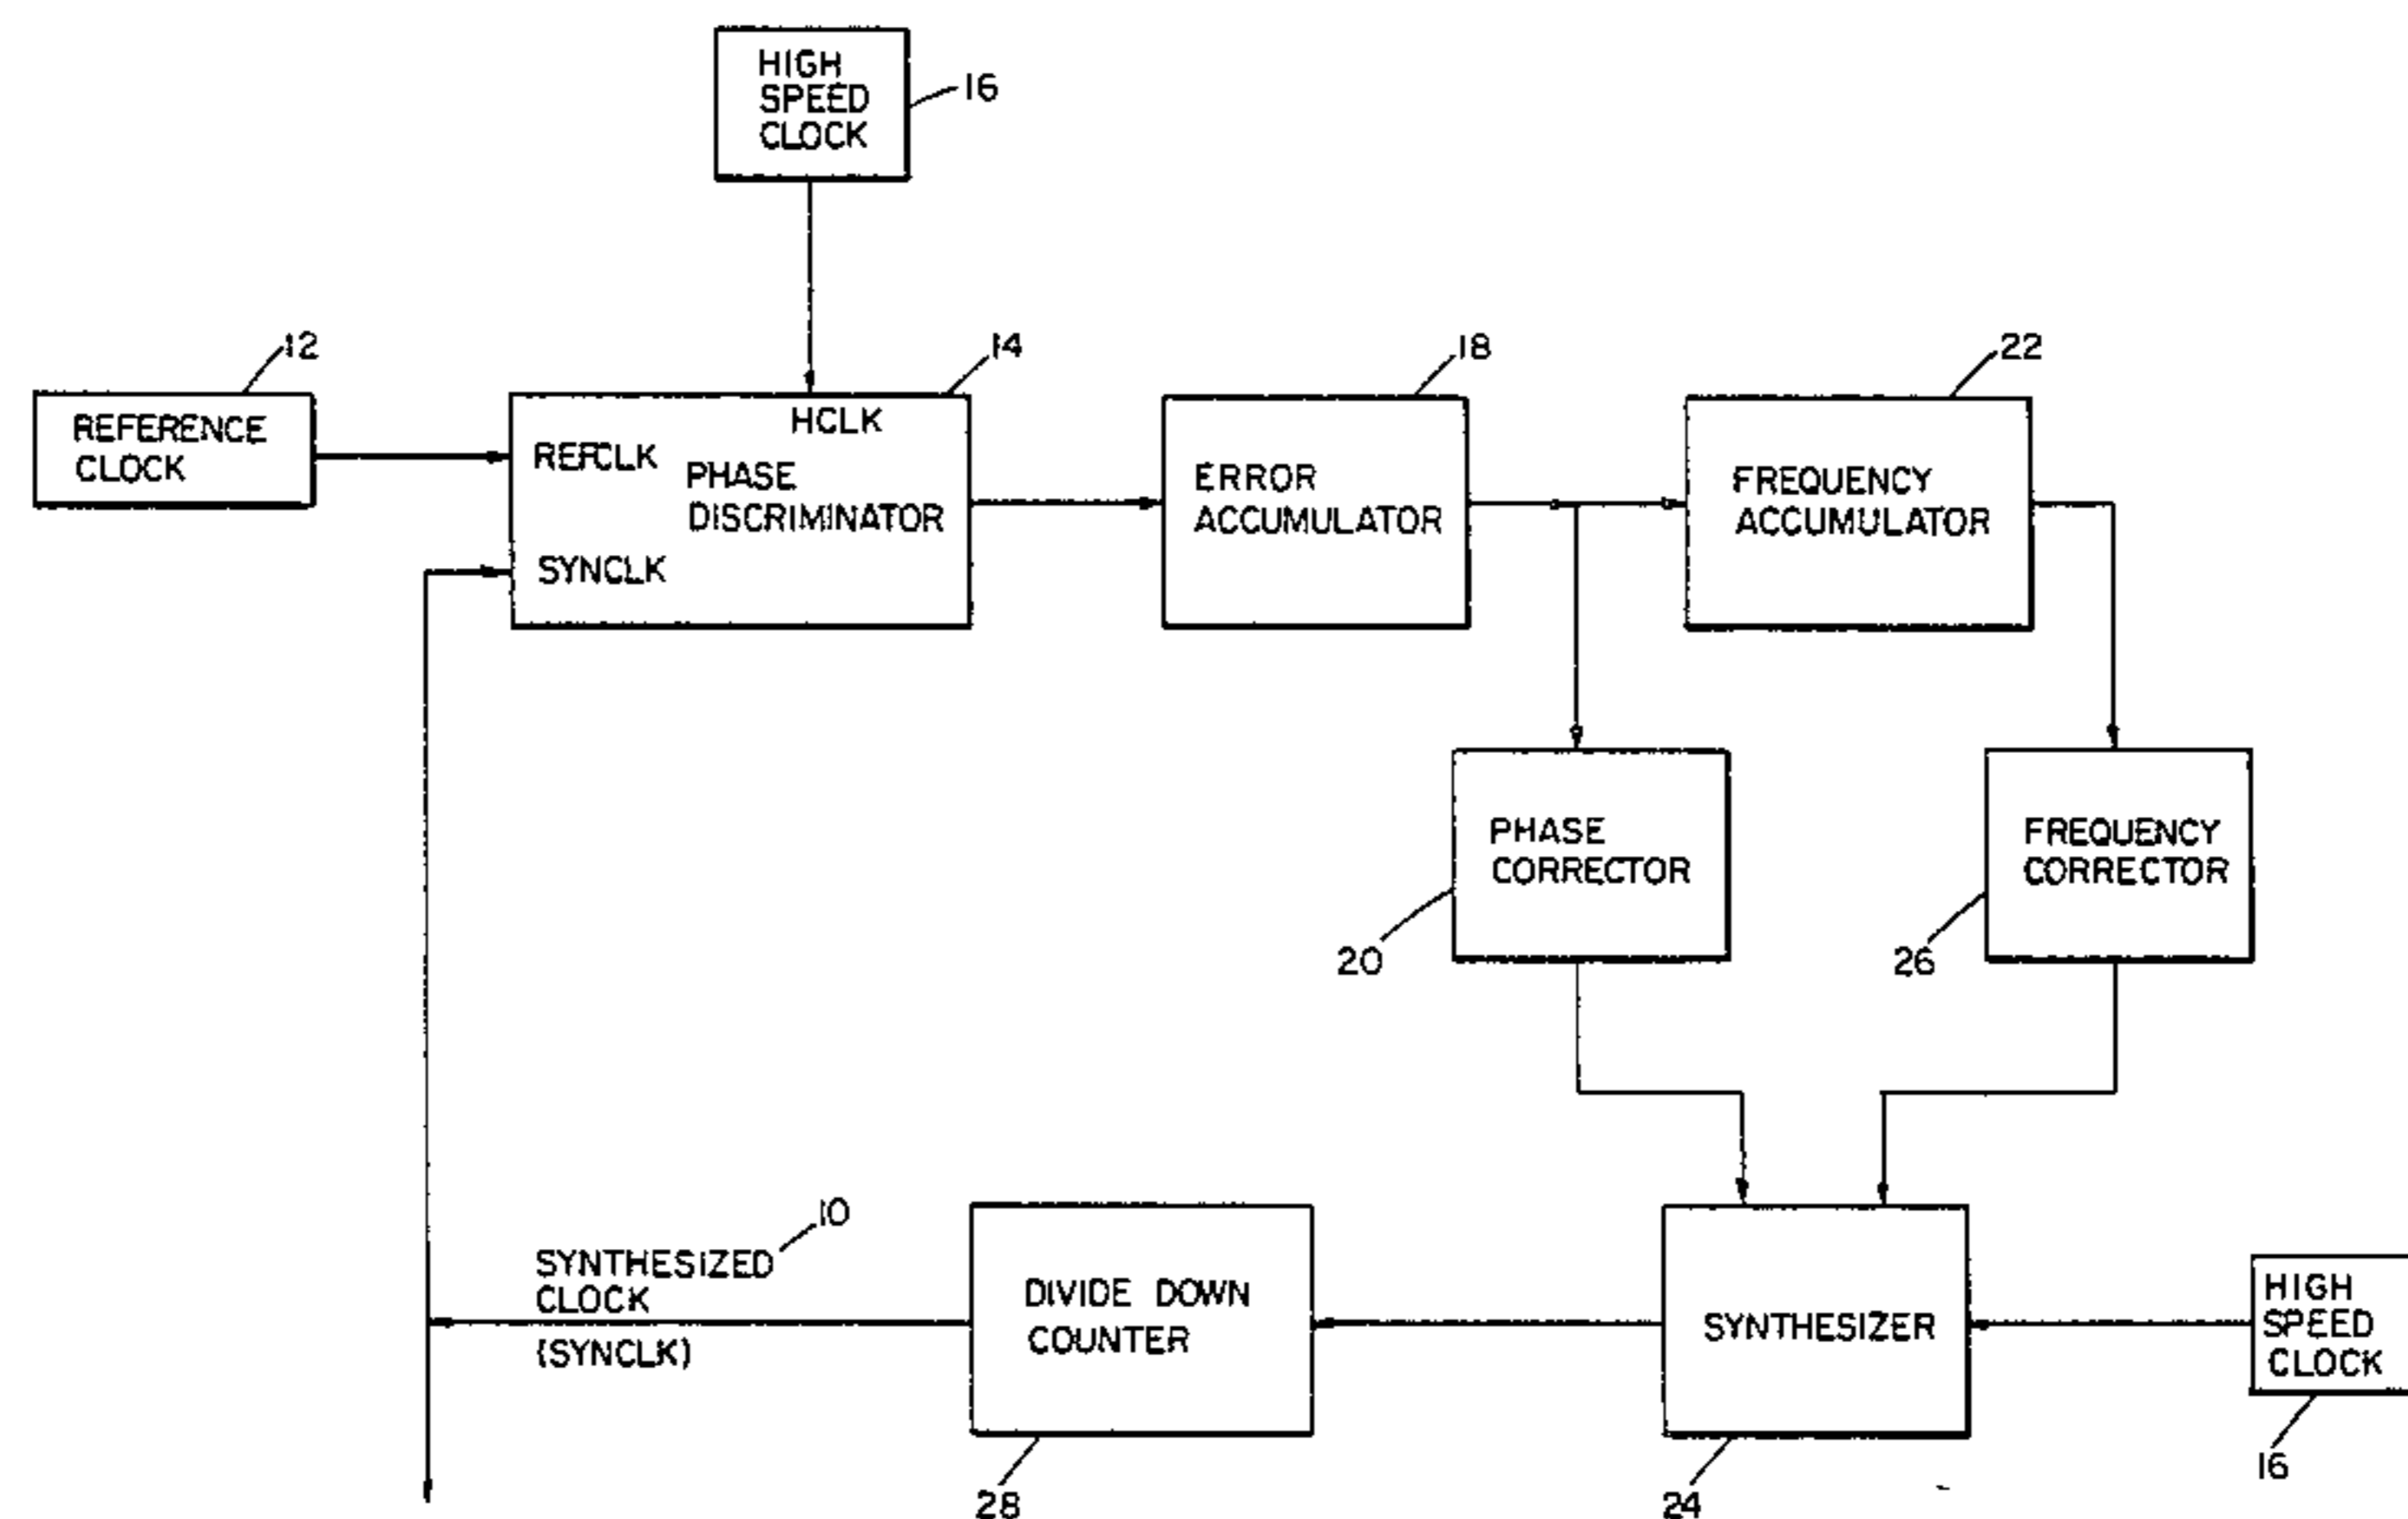 HIGH
SPEED
CLOCK
16
12
14
18
22
REFERENCE
CLOCK
HCLK
REFCLK
PHASE
DISCRIMINATOR
SYNCLK
ERROR
ACCUMULATOR
FREQUENCY
ACCUMULATOR
PHASE
CORRECTOR
20
FREQUENCY
CORRECTOR
26
SYNTHESIZED
CLOCK
(SYNCLK)
10
DIVIDE DOWN
COUNTER
28
SYNTHESIZER
24
HIGH
SPEED
CLOCK
16